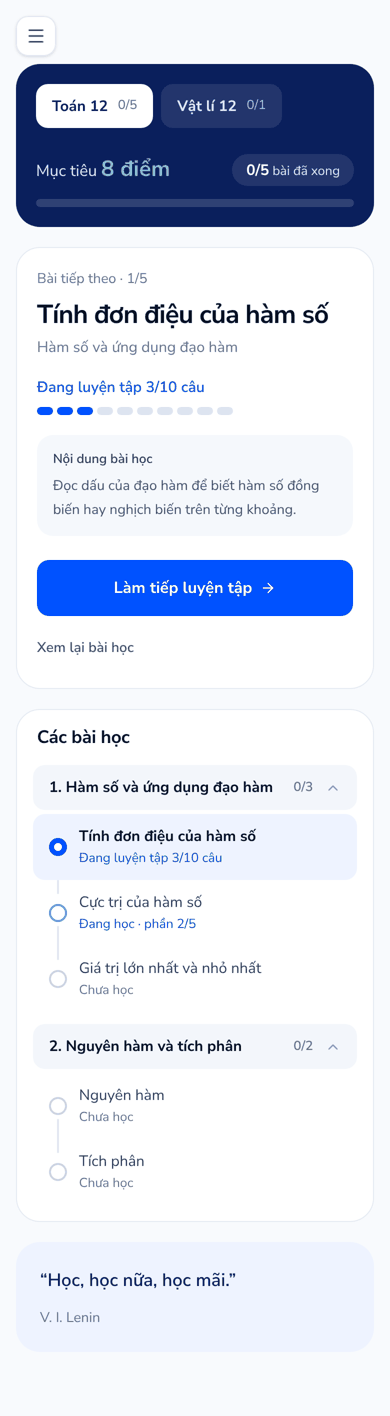 Toán 12 0/5 Vật lí 12 0/1
Mục tiêu 8 điểm 0/5 bài đã xong
Bài tiếp theo · 1/5
Tính đơn điệu của hàm số
Hàm số và ứng dụng đạo hàm
Đang luyện tập 3/10 câu
Nội dung bài học
Đọc dấu của đạo hàm để biết hàm số đồng
biến hay nghịch biến trên từng khoảng.
Làm tiếp luyện tập →
Xem lại bài học
Các bài học
1. Hàm số và ứng dụng đạo hàm 0/3
Tính đơn điệu của hàm số
Đang luyện tập 3/10 câu
Cực trị của hàm số
Đang học · phần 2/5
Giá trị lớn nhất và nhỏ nhất
Chưa học
2. Nguyên hàm và tích phân 0/2
Nguyên hàm
Chưa học
Tích phân
Chưa học
“Học, học nữa, học mãi.”
V. I. Lenin